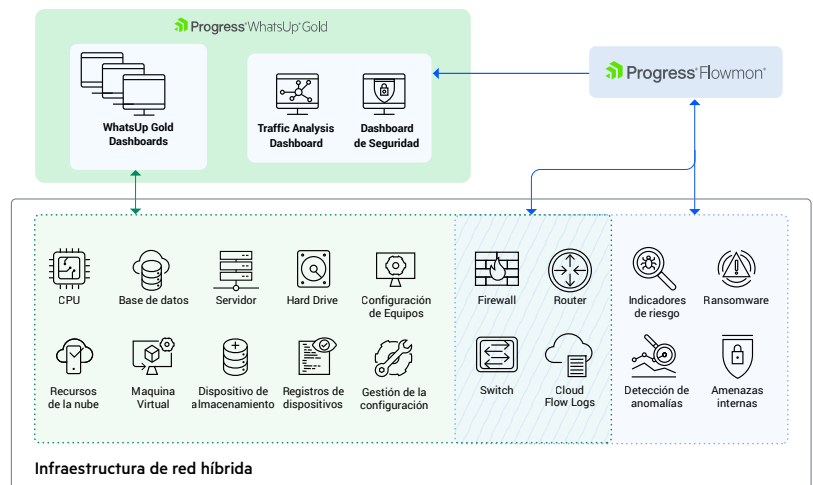 Progress® WhatsUp® Gold
WhatsUp Gold
Dashboards
Traffic Analysis
Dashboard
Dashboard
de Seguridad
Progress® Flowmon®
CPU
Base de datos
Servidor
Hard Drive
Configuración
de Equipos
Firewall
Router
Indicadores
de riesgo
Ransomware
Recursos
de la nube
Maquina
Virtual
Dispositivo de
almacenamiento
Registros de
dispositivos
Gestión de la
configuración
Switch
Cloud
Flow Logs
Detección de
anomalías
Amenazas
internas
Infraestructura de red híbrida